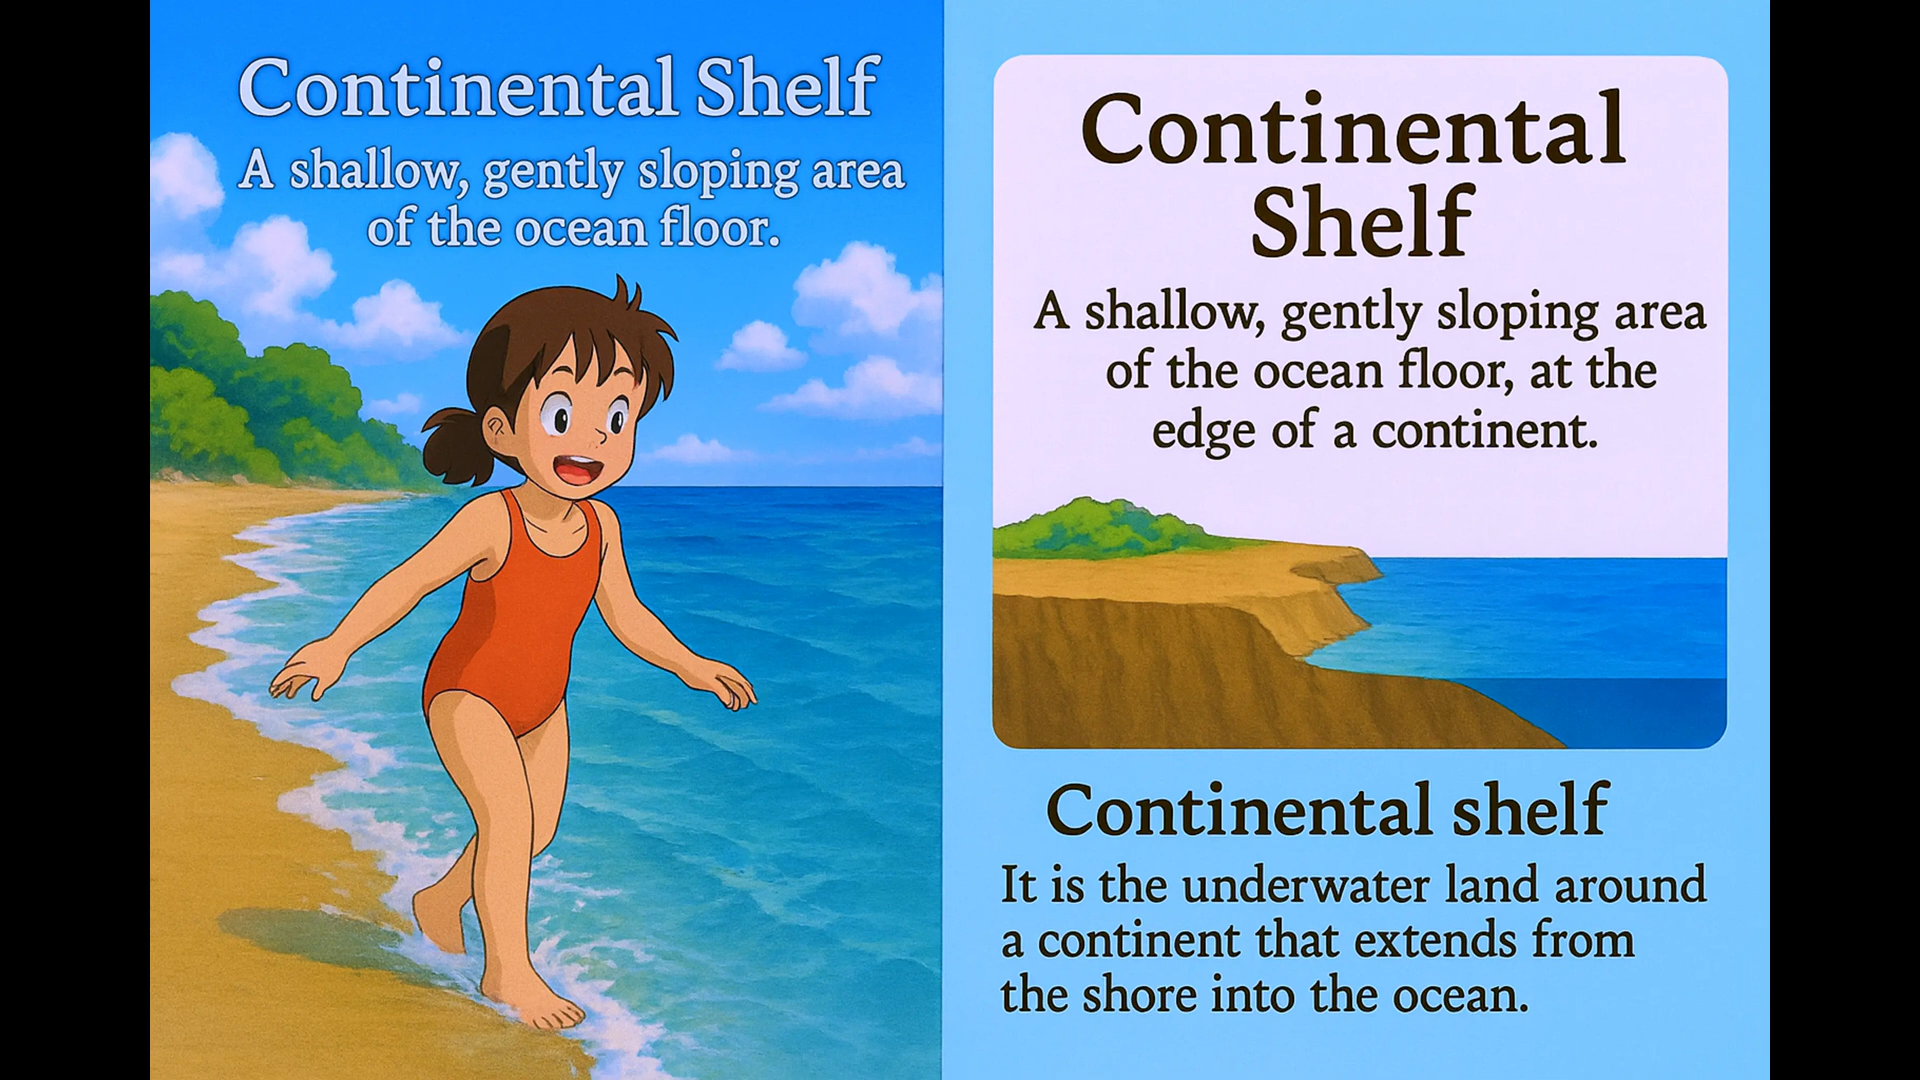 Continental Shelf
A shallow, gently sloping area
of the ocean floor.
Continental
Shelf
A shallow, gently sloping area
of the ocean floor, at the
edge of a continent.
Continental shelf
It is the underwater land around
a continent that extends from
the shore into the ocean.